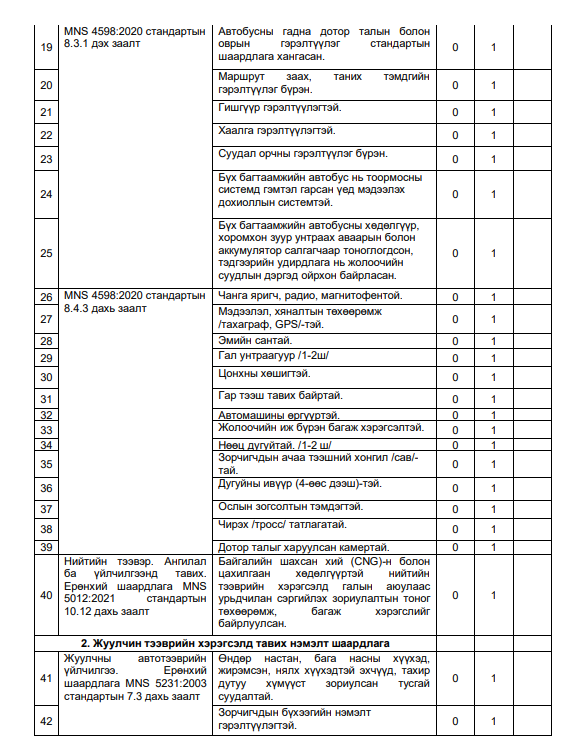 19 MNS 4598:2020 стандартын Автобусны гадна дотор талын болон 0 1
8.3.1 дэх заалт оврын гэрэлтүүлэг стандартын
шаардлага хангасан.
20 Маршрут заах, таних тэмдгийн 0 1
гэрэлтүүлэг бүрэн.
21 Гишгүүр гэрэлтүүлэгтэй. 0 1
22 Хаалга гэрэлтүүлэгтэй. 0 1
23 Суудал орчны гэрэлтүүлэг бүрэн. 0 1
24 Бүх багтаамжийн автобус нь тоормосны 0 1
системд гэмтэл гарсан үед мэдээлэх
дохиоллын системтэй.
25 Бүх багтаамжийн автобусны хөдөлгүүр, 0 1
хоромхон зуур унтраах аваарын болон
аккумулятор салгагчаар тоноглогдсон,
тэдгээрийн удирдлага нь жолоочийн
суудлын дэргэд ойрхон байрласан.
26 MNS 4598:2020 стандартын Чанга яригч, радио, магнитофонтой. 0 1
8.4.3 дахь заалт
27 Мэдээлэл, хяналтын төхөөрөмж 0 1
/тахаграф, GPS/-тэй.
28 Эмийн сантай. 0 1
29 Гал унтраагуур /1-2ш/ 0 1
30 Цонхны хөшигтэй. 0 1
31 Гар тээш тавих байртай. 0 1
32 Автомашины өргүүртэй. 0 1
33 Жолоочийн иж бүрэн багаж хэрэгсэлтэй. 0 1
34 Нөөц дугуйтай. /1-2 ш/ 0 1
35 Зорчигчдын ачаа тээшний хонгил /сав/- 0 1
тай.
36 Дугуйны ивүүр (4-өөс дээш)-тэй. 0 1
37 Ослын зогсолтын тэмдэгтэй. 0 1
38 Чирэх /тросс/ татлагатай. 0 1
39 Дотор талыг харуулсан камертай. 0 1
40 Нийтийн тээвэр. Ангилал Байгалийн шахсан хий (CNG)-н болон 0 1
ба үйлчилгээнд тавих. цахилгаан хөдөлгүүртэй нийтийн
Ерөнхий шаардлага MNS тээврийн хэрэгсэлд галын аюулаас
5012:2021 стандартын урьдчилан сэргийлэх зориулалтын тоног
10.12 дахь заалт төхөөрөмж, багаж хэрэгслийг
байрлуулсан.
2. Жуулчин тээврийн хэрэгсэлд тавих нэмэлт шаардлага
41 Жуулчны автотээврийн Өндөр настан, бага насны хүүхэд, 0 1
үйлчилгээ. Ерөнхий жирэмсэн, нялх хүүхэдтэй эхчүүд, тахир
шаардлага MNS 5231:2003 дутуу хүмүүст зориулсан тусгай
стандартын 7.3 дахь заалт суудалтай.
42 Зорчигчдын бүхээгийн нэмэлт 0 1
гэрэлтүүлэгтэй.